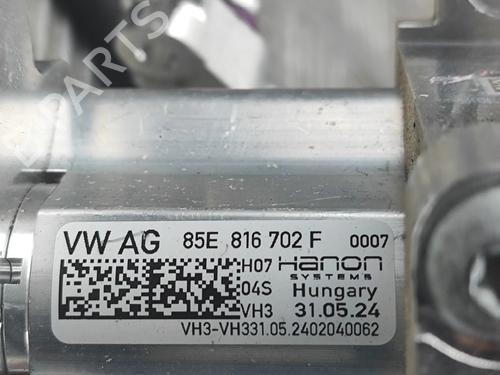 VW AG 85E 816 702 F 0007
H07 Hanon
SYSTEMS
04S Hungary
VH3 31.05.24
VH3-VH331.05.2402040062
B-PARTS